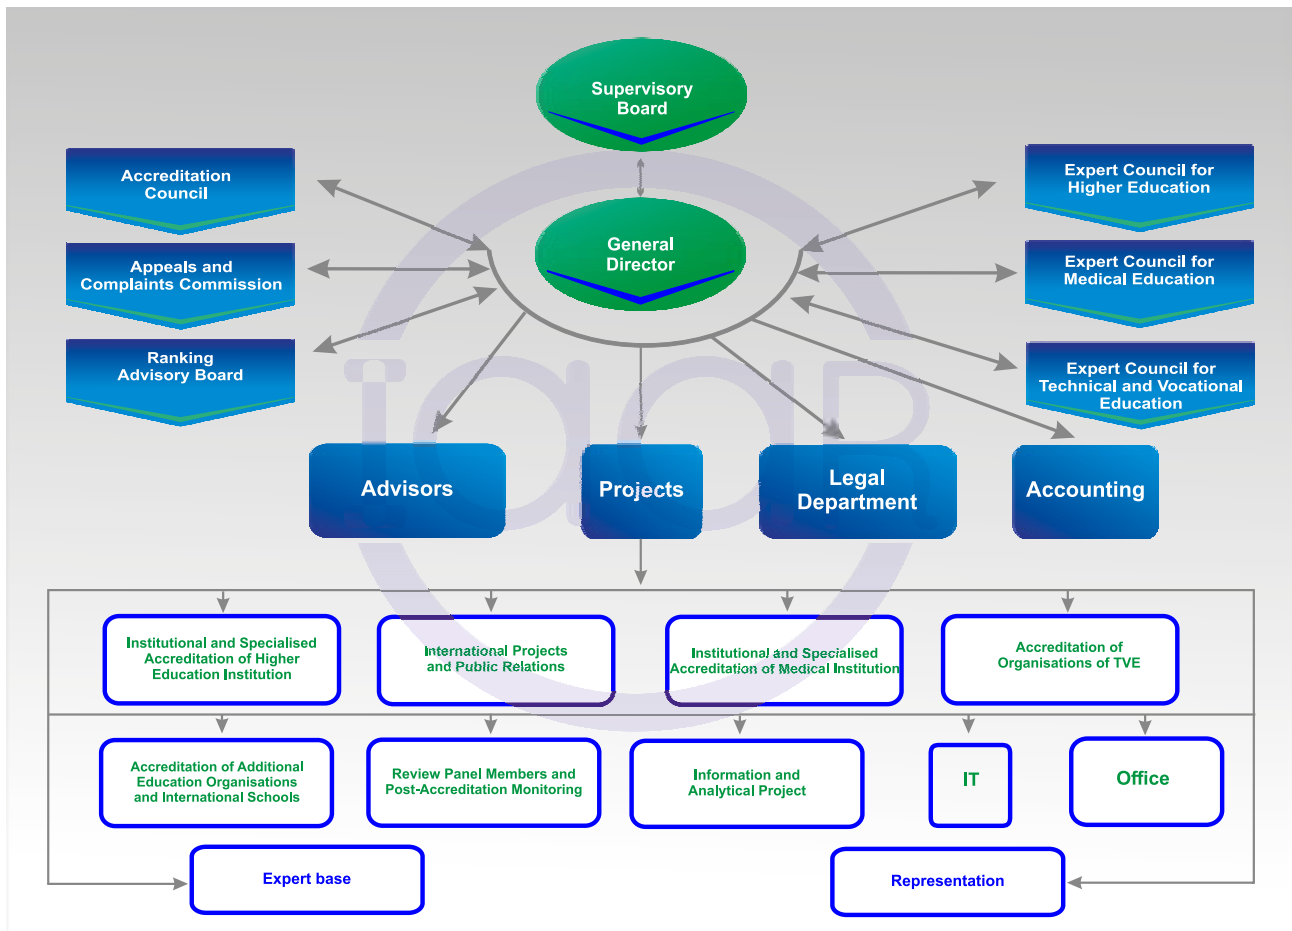 Supervisory
Board
General
Director
Accreditation
Council
Appeals and
Complaints Commission
Ranking
Advisory Board
Expert Council for
Higher Education
Expert Council for
Medical Education
Expert Council for
Technical and Vocational
Education
Advisors
Projects
Legal
Department
Accounting
Institutional and Specialised
Accreditation of Higher
Education Institution
International Projects
and Public Relations
Institutional and Specialised
Accreditation of Medical Institution
Accreditation of
Organisations of TVE
Accreditation of Additional
Education Organisations
and International Schools
Review Panel Members and
Post-Accreditation Monitoring
Information and
Analytical Project
IT
Office
Expert base
Representation
iaar